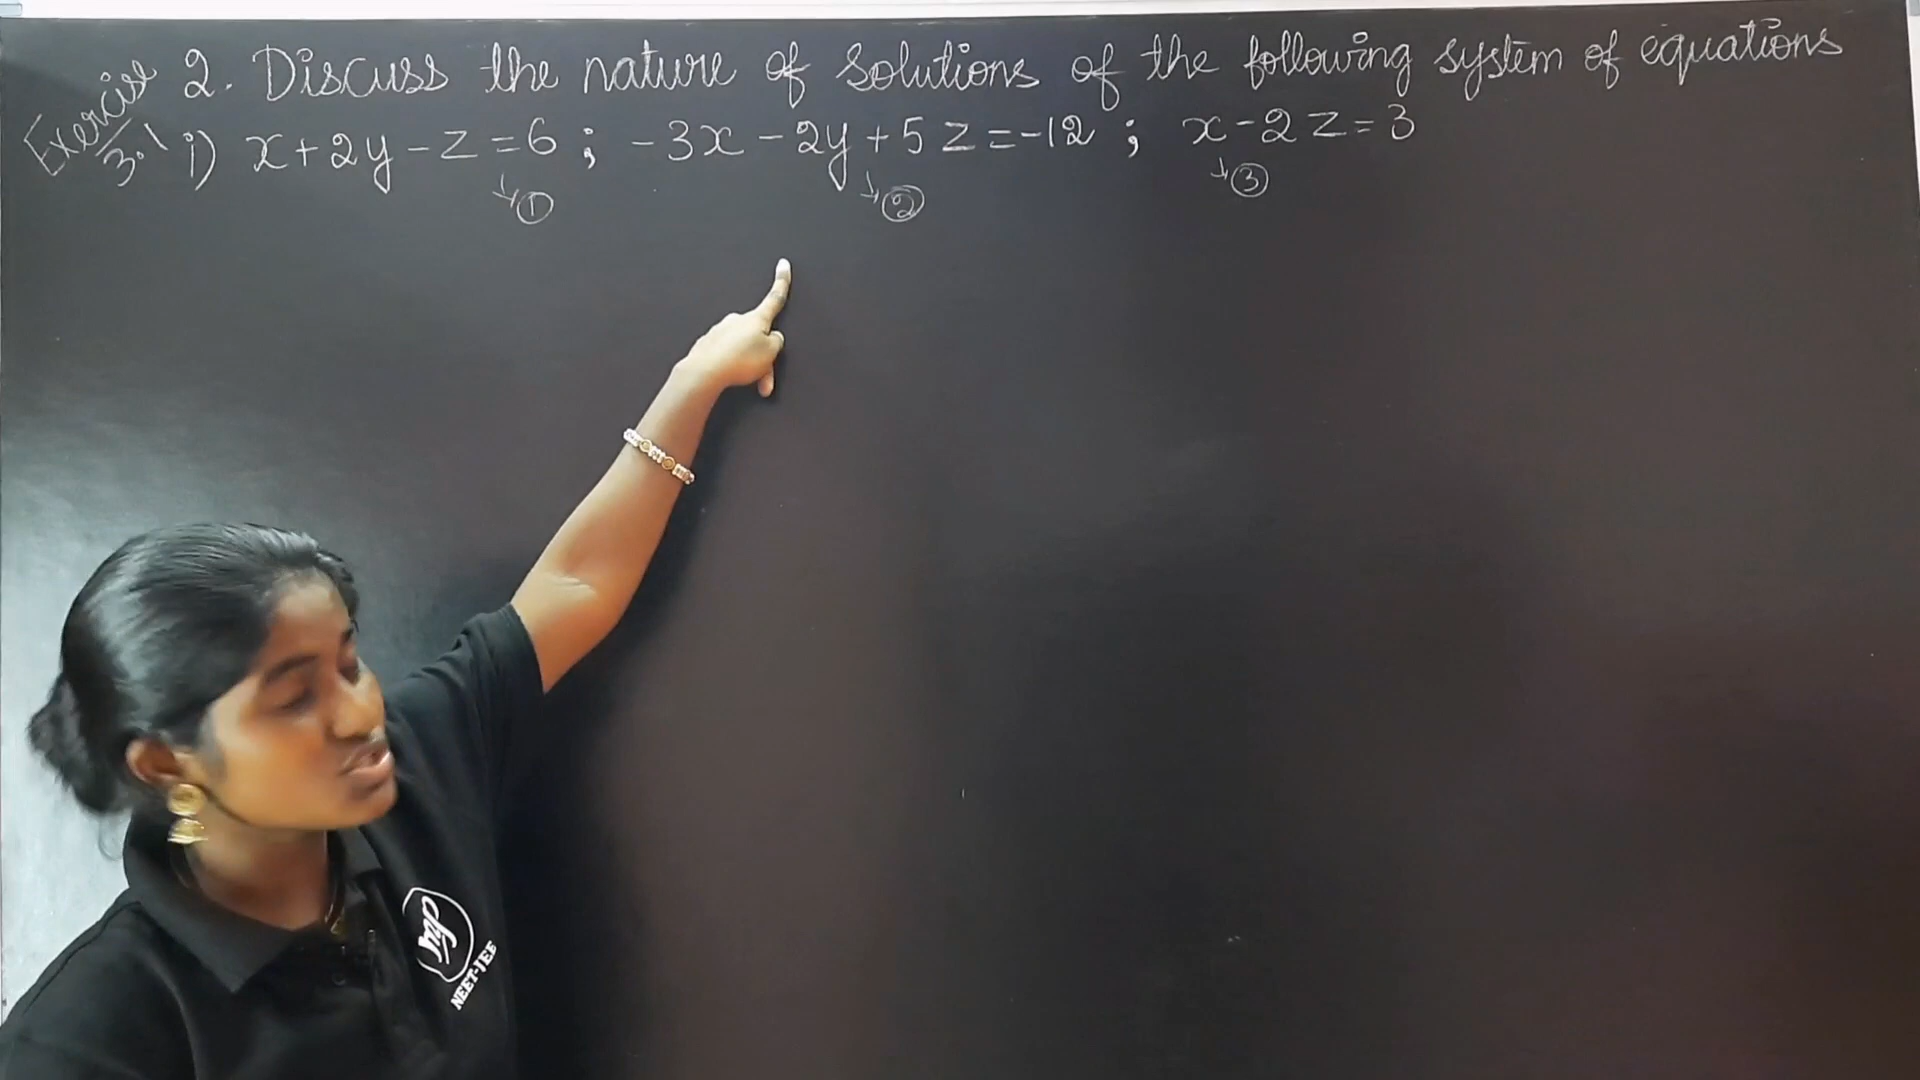 Exercise 3.1
2. Discuss the nature of solutions of the following system of equations
i) x+2y-z=6 ; -3x-2y+5z=-12 ; x-2z=3
→① →② →③
NEET-JEE